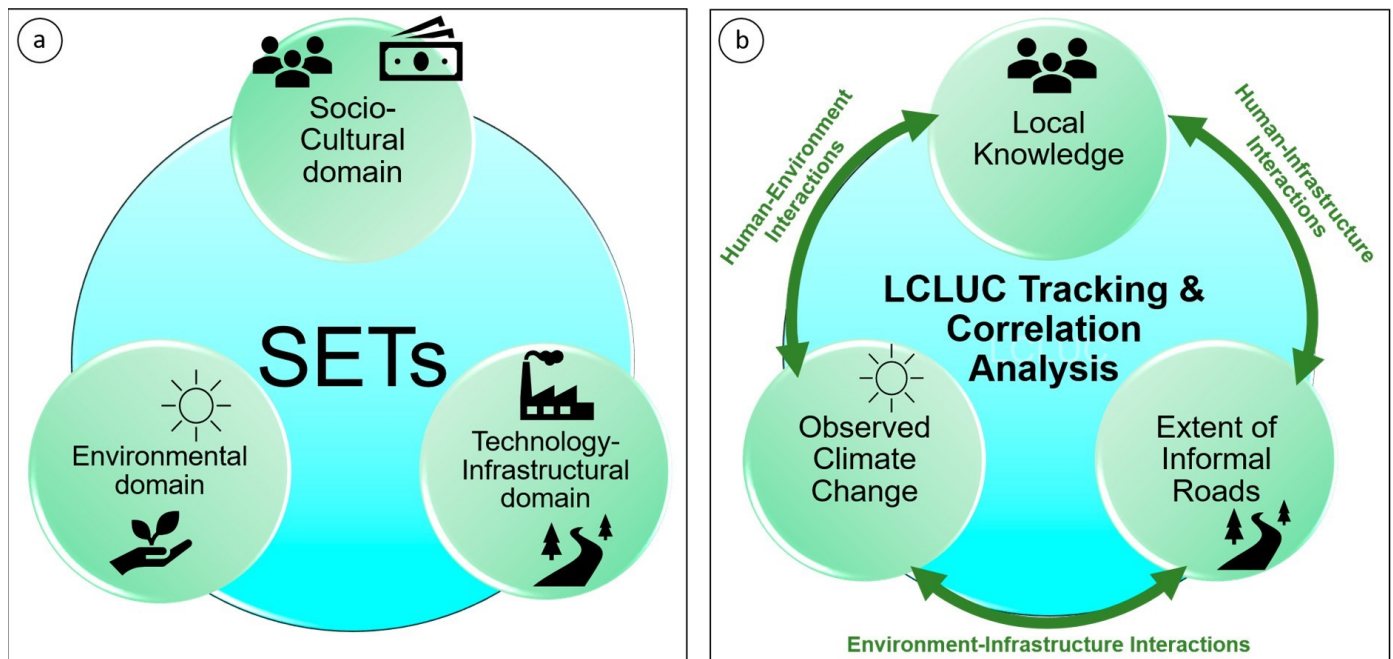 a
Socio-
Cultural
domain
SETs
Environmental
domain
Technology-
Infrastructural
domain
b
Local
Knowledge
Human-Environment
Interactions
Human-Infrastructure
Interactions
LCLUC Tracking &
Correlation
LCLUC
Analysis
Observed
Climate
Change
Extent of
Informal
Roads
Environment-Infrastructure Interactions